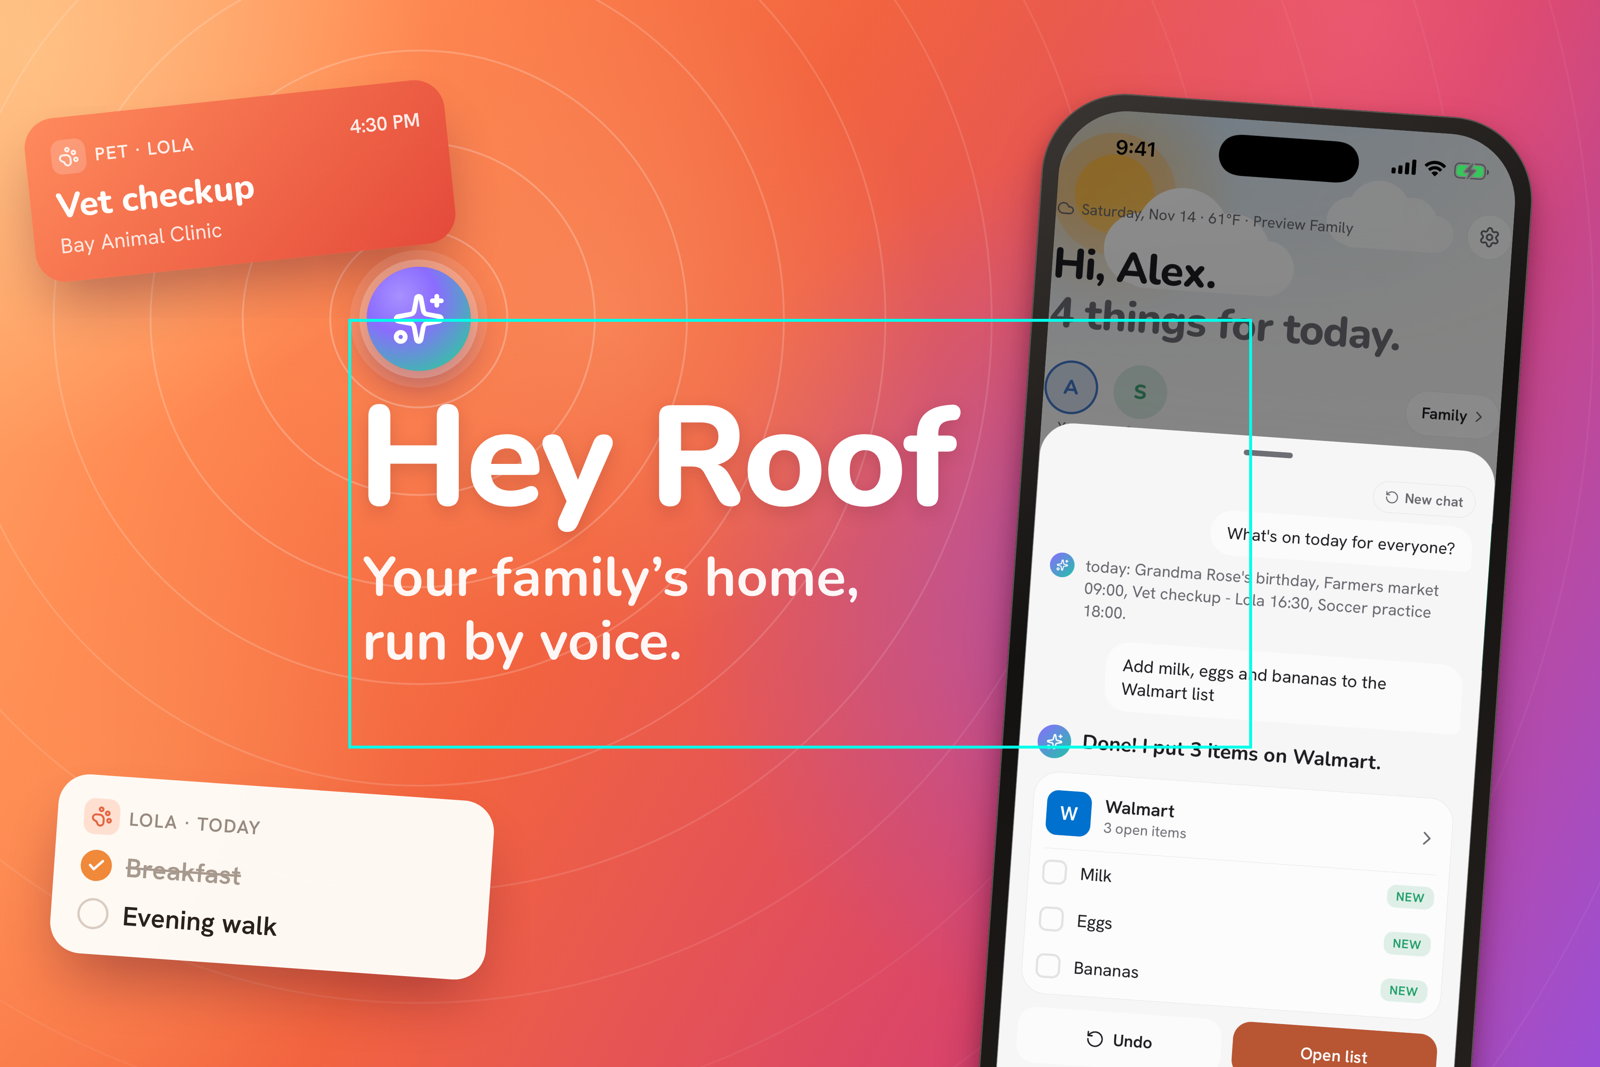 PET · LOLA
4:30 PM
Vet checkup
Bay Animal Clinic
Hey Roof
Your family’s home,
run by voice.
LOLA · TODAY
Breakfast
Evening walk
9:41
Saturday, Nov 14 · 61°F · Preview Family
Hi, Alex.
4 things for today.
A
S
Family
New chat
What's on today for everyone?
today: Grandma Rose's birthday, Farmers market
09:00, Vet checkup - Lola 16:30, Soccer practice
18:00.
Add milk, eggs and bananas to the
Walmart list
Done! I put 3 items on Walmart.
W
Walmart
3 open items
Milk
NEW
Eggs
NEW
Bananas
NEW
Undo
Open list